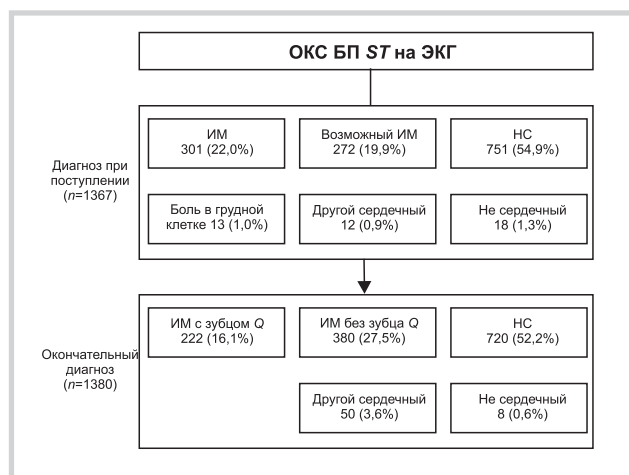 ОКС БП ST на ЭКГ
Диагноз при
поступлении
(n=1367)
ИМ
301 (22,0%)
Возможный ИМ
272 (19,9%)
НС
751 (54,9%)
Боль в грудной
клетке 13 (1,0%)
Другой сердечный
12 (0,9%)
Не сердечный
18 (1,3%)
Окончательный
диагноз
(n=1380)
ИМ с зубцом Q
222 (16,1%)
ИМ без зубца Q
380 (27,5%)
НС
720 (52,2%)
Другой сердечный
50 (3,6%)
Не сердечный
8 (0,6%)